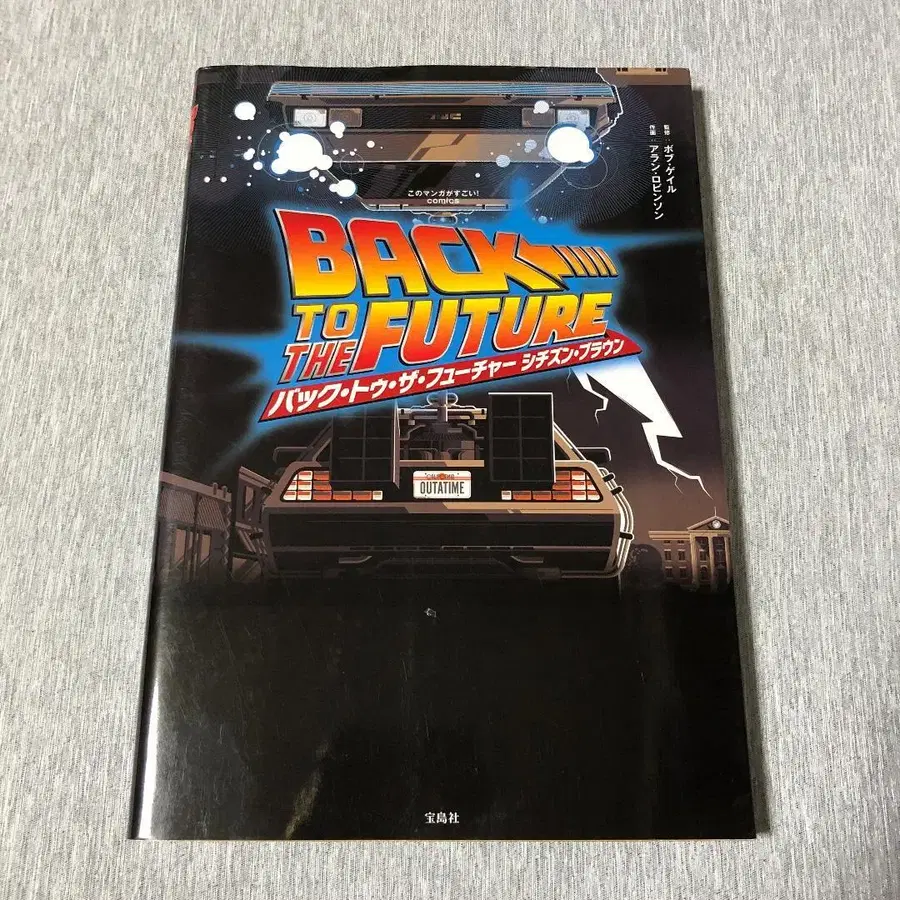 監修：ボブ・ゲイル
作画：アラン・ロビンソン
このマンガがすごい！
comics
BACK
TO THE FUTURE
バック・トゥ・ザ・フューチャー シチズン・ブラウン
OUTATIME
宝島社